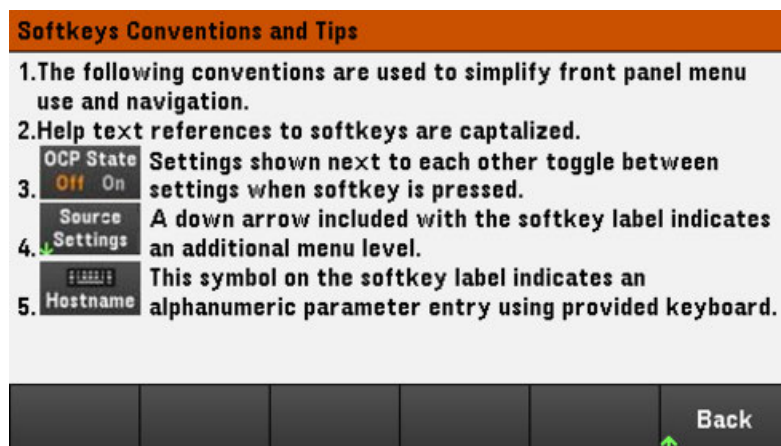 Softkeys Conventions and Tips
1.The following conventions are used to simplify front panel menu
use and navigation.
2.Help text references to softkeys are captalized.
3. OCP State
Off On
Settings shown next to each other toggle between
settings when softkey is pressed.
4. Source
Settings
A down arrow included with the softkey label indicates
an additional menu level.
5. Hostname
This symbol on the softkey label indicates an
alphanumeric parameter entry using provided keyboard.
Back